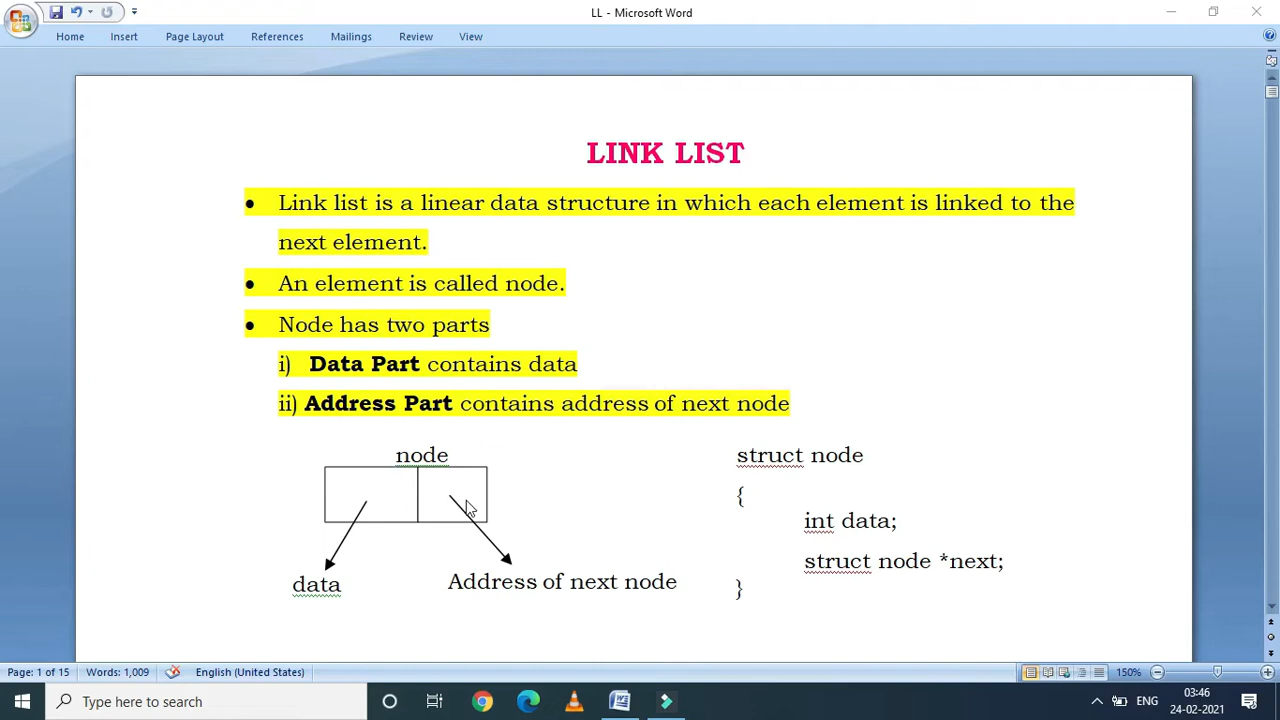 LL - Microsoft Word
Home Insert Page Layout References Mailings Review View
LINK LIST
• Link list is a linear data structure in which each element is linked to the
next element.
• An element is called node.
• Node has two parts
i) Data Part contains data
ii) Address Part contains address of next node
node
data
Address of next node
struct node
{
int data;
struct node *next;
}
Page: 1 of 15 Words: 1,009 English (United States) 150%
Type here to search
ENG
03:46
24-02-2021